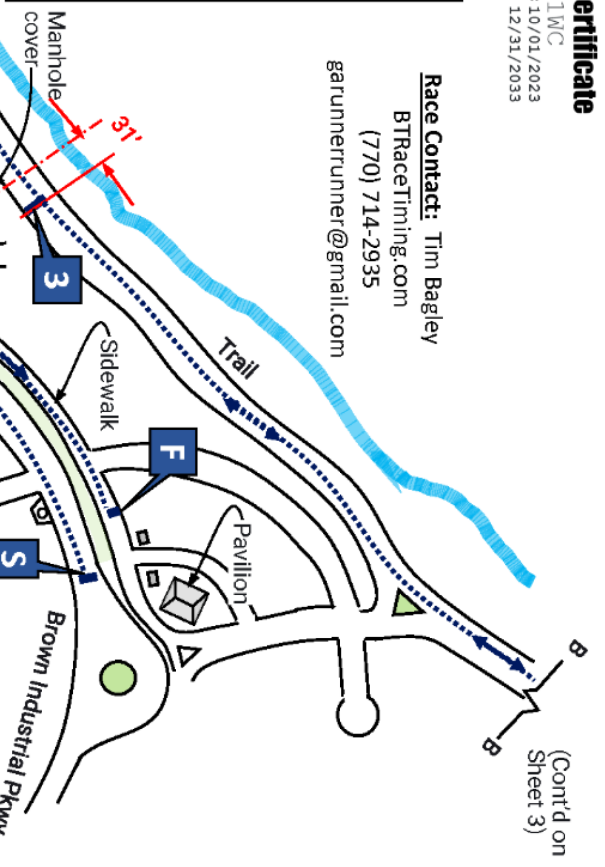 ertificate
1WC
10/01/2023
12/31/2033
Race Contact: Tim Bagley
BTRaceTiming.com
(770) 714-2935
garunnerrunner@gmail.com
Manhole
cover
31'
3
Trail
Sidewalk
F
Pavilion
S
Brown Industrial Pkwy
B
B
(Cont'd on
Sheet 3)